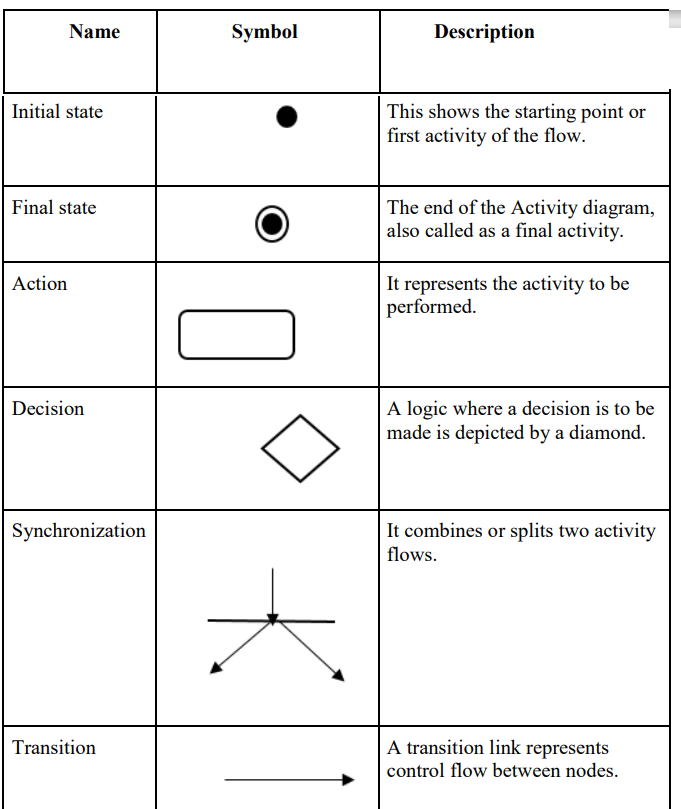 Name Symbol Description
Initial state This shows the starting point or
first activity of the flow.
Final state The end of the Activity diagram,
also called as a final activity.
Action It represents the activity to be
performed.
Decision A logic where a decision is to be
made is depicted by a diamond.
Synchronization It combines or splits two activity
flows.
Transition A transition link represents
control flow between nodes.